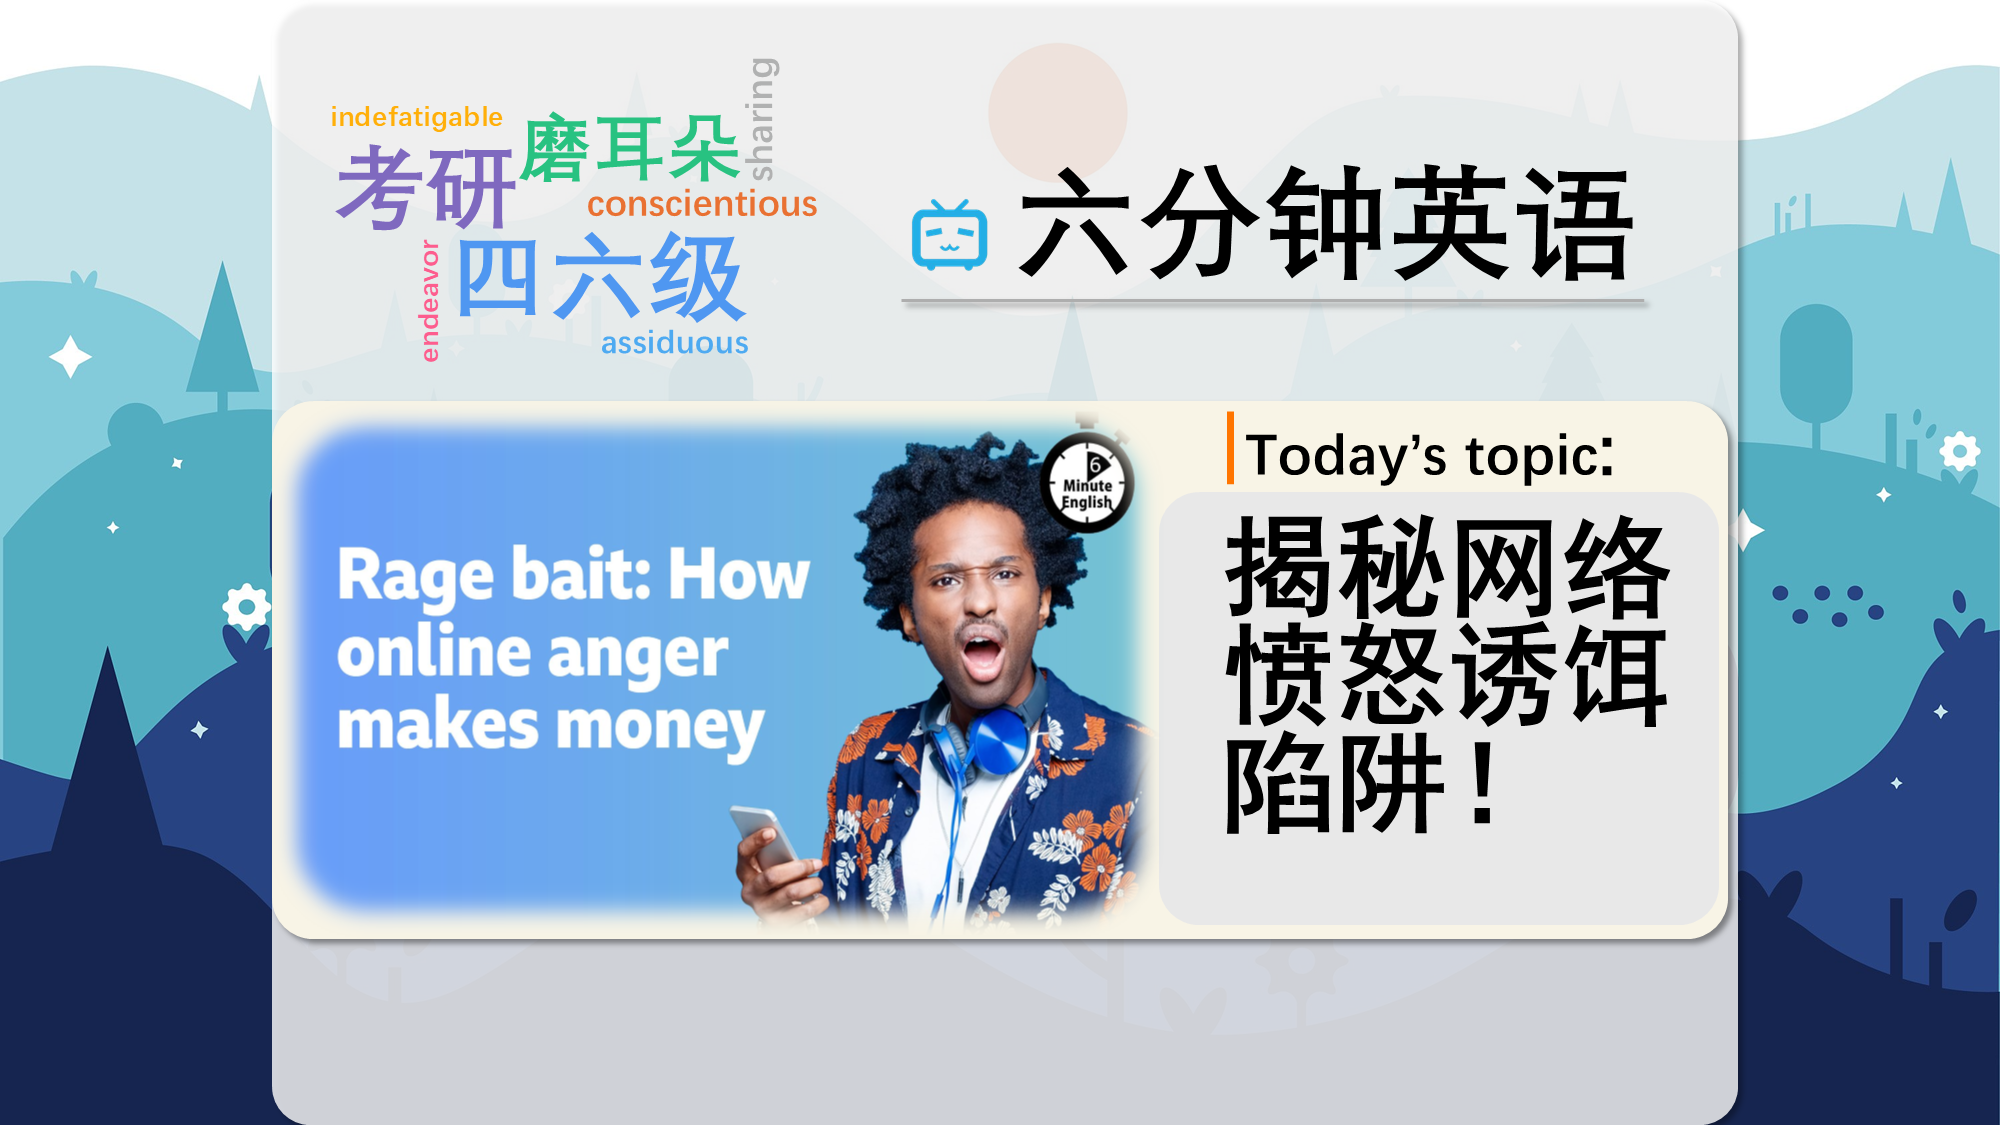 indefatigable
磨耳朵
sharing
考研
conscientious
endeavor
四六级
assiduous
六分钟英语
6
Minute
English
Rage bait: How
online anger
makes money
Today’s topic:
揭秘网络
愤怒诱饵
陷阱！